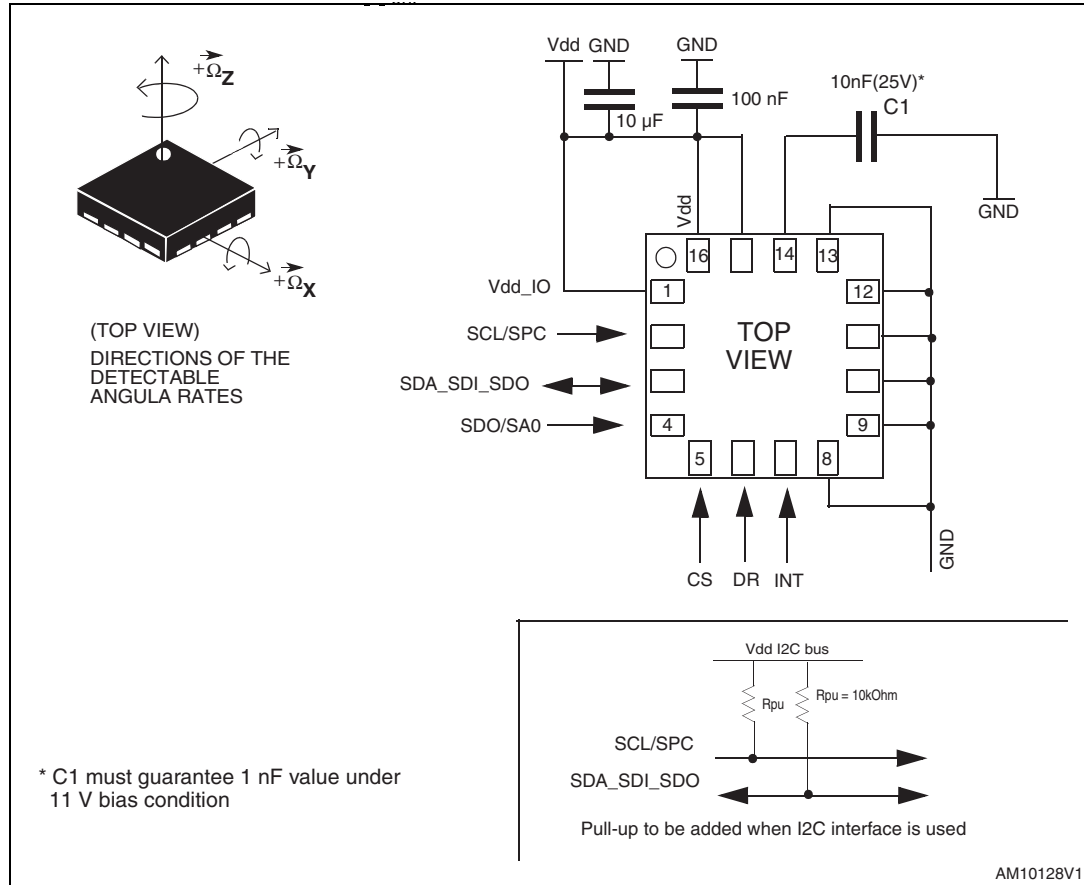 +ΩZ
+ΩY
+ΩX
(TOP VIEW)
DIRECTIONS OF THE
DETECTABLE
ANGULA RATES
Vdd GND
GND
10 µF
100 nF
10nF(25V)*
C1
GND
Vdd
16
14
13
Vdd_IO
1
12
SCL/SPC
TOP
VIEW
SDA_SDI_SDO
SDO/SA0
4
9
5
8
CS DR INT
GND
Vdd I2C bus
Rpu
Rpu = 10kOhm
SCL/SPC
SDA_SDI_SDO
Pull-up to be added when I2C interface is used
* C1 must guarantee 1 nF value under
11 V bias condition
AM10128V1